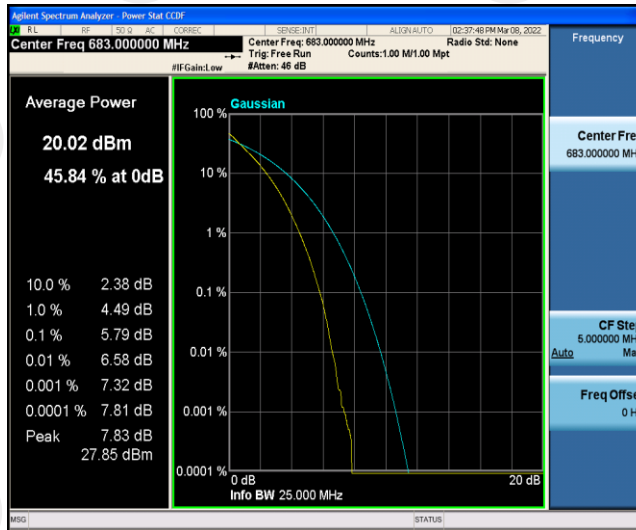 Agilent Spectrum Analyzer - Power Stat CCDF
RL RF 50 Ω AC CORREC SENSE:INT ALIGN AUTO 02:37:48 PM Mar 08, 2022
Center Freq 683.000000 MHz
Center Freq: 683.000000 MHz Radio Std: None
Trig: Free Run Counts:1.00 M/1.00 Mpt
#IFGain:Low #Atten: 46 dB
Frequency
Average Power
20.02 dBm
45.84 % at 0dB
10.0 % 2.38 dB
1.0 % 4.49 dB
0.1 % 5.79 dB
0.01 % 6.58 dB
0.001 % 7.32 dB
0.0001 % 7.81 dB
Peak 7.83 dB
27.85 dBm
Gaussian
100 %
10 %
1 %
0.1 %
0.01 %
0.001 %
0.0001 %
0 dB 20 dB
Info BW 25.000 MHz
Center Fre
683.000000 MH
CF Ste
5.000000 MH
Auto Ma
Freq Offse
0 H
MSG STATUS